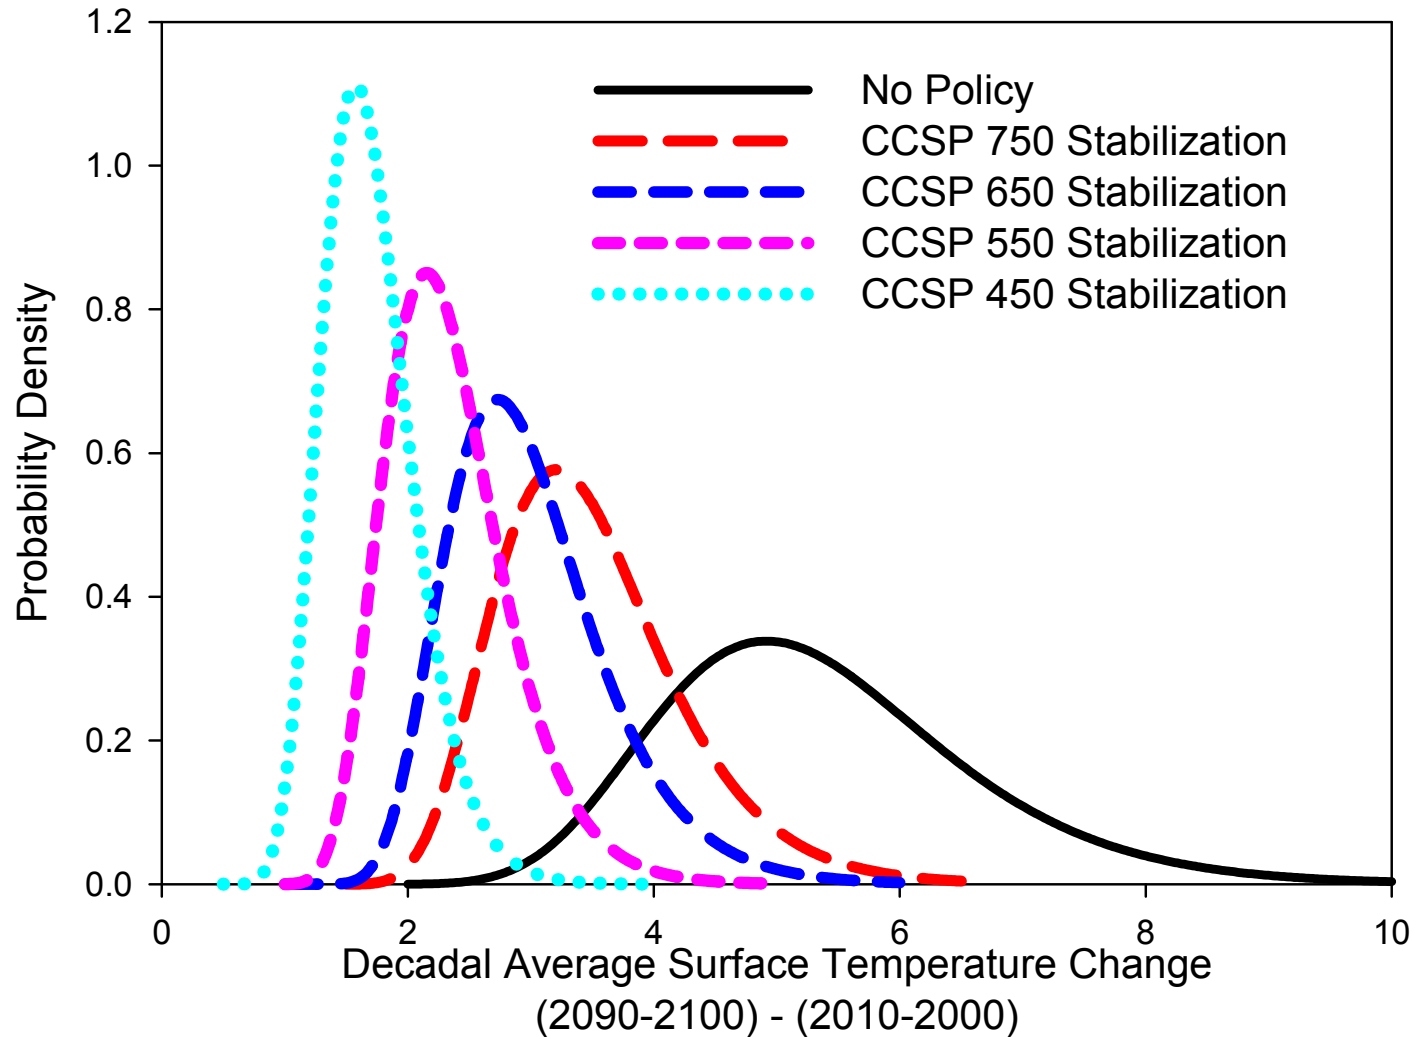 1.2
1.0
0.8
0.6
0.4
0.2
0.0
Probability Density
No Policy
CCSP 750 Stabilization
CCSP 650 Stabilization
CCSP 550 Stabilization
CCSP 450 Stabilization
0 2 4 6 8 10
Decadal Average Surface Temperature Change
(2090-2100) - (2010-2000)